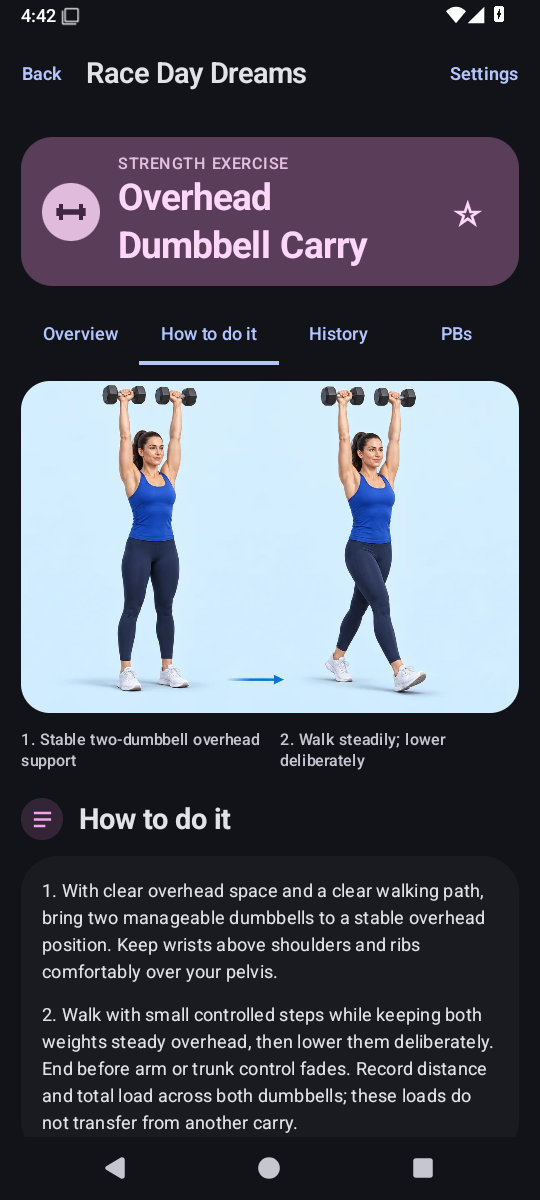 4:42
Back
Race Day Dreams
Settings
STRENGTH EXERCISE
Overhead
Dumbbell Carry
Overview
How to do it
History
PBs
1. Stable two-dumbbell overhead
support
2. Walk steadily; lower
deliberately
How to do it
1. With clear overhead space and a clear walking path,
bring two manageable dumbbells to a stable overhead
position. Keep wrists above shoulders and ribs
comfortably over your pelvis.
2. Walk with small controlled steps while keeping both
weights steady overhead, then lower them deliberately.
End before arm or trunk control fades. Record distance
and total load across both dumbbells; these loads do
not transfer from another carry.